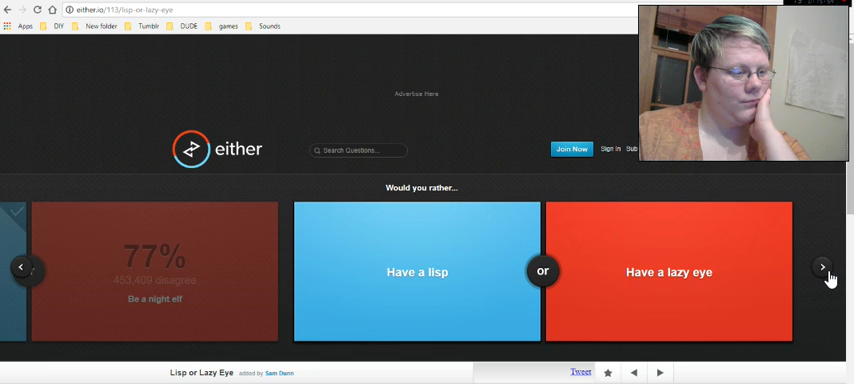 either.io/113/lisp-or-lazy-eye
Apps DIY New folder Tumblr DUDE games Sounds
Advertise Here
either
Search Questions...
Join Now Sign In Sub
Would you rather...
77%
453,409 disagree
Be a night elf
Have a lisp
or
Have a lazy eye
Lisp or Lazy Eye added by Sam Dunn
Tweet